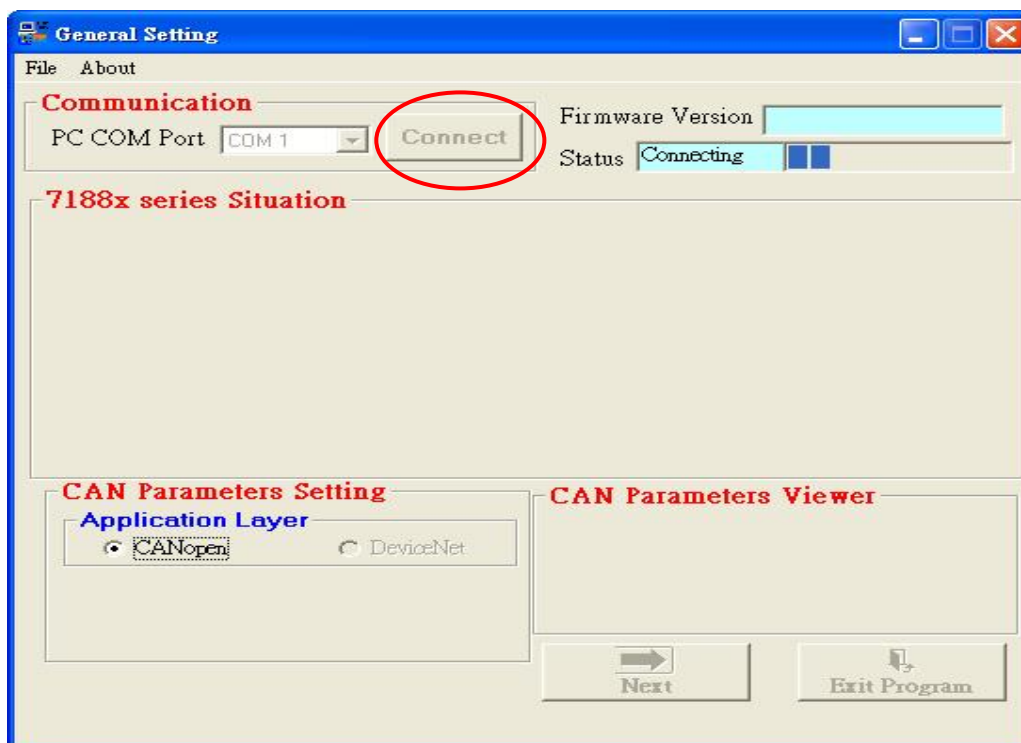 General Setting
File About
Communication
PC COM Port COM 1 Connect
Firmware Version
Status Connecting
7188x series Situation
CAN Parameters Setting
Application Layer
CANopen DeviceNet
CAN Parameters Viewer
Next Exit Program